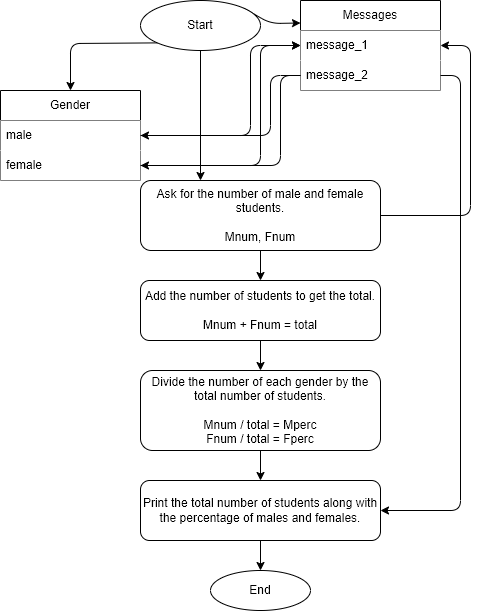 Start
Messages
message_1
message_2
Gender
male
female
Ask for the number of male and female
students.
Mnum, Fnum
Add the number of students to get the total.
Mnum + Fnum = total
Divide the number of each gender by the
total number of students.
Mnum / total = Mperc
Fnum / total = Fperc
Print the total number of students along with
the percentage of males and females.
End